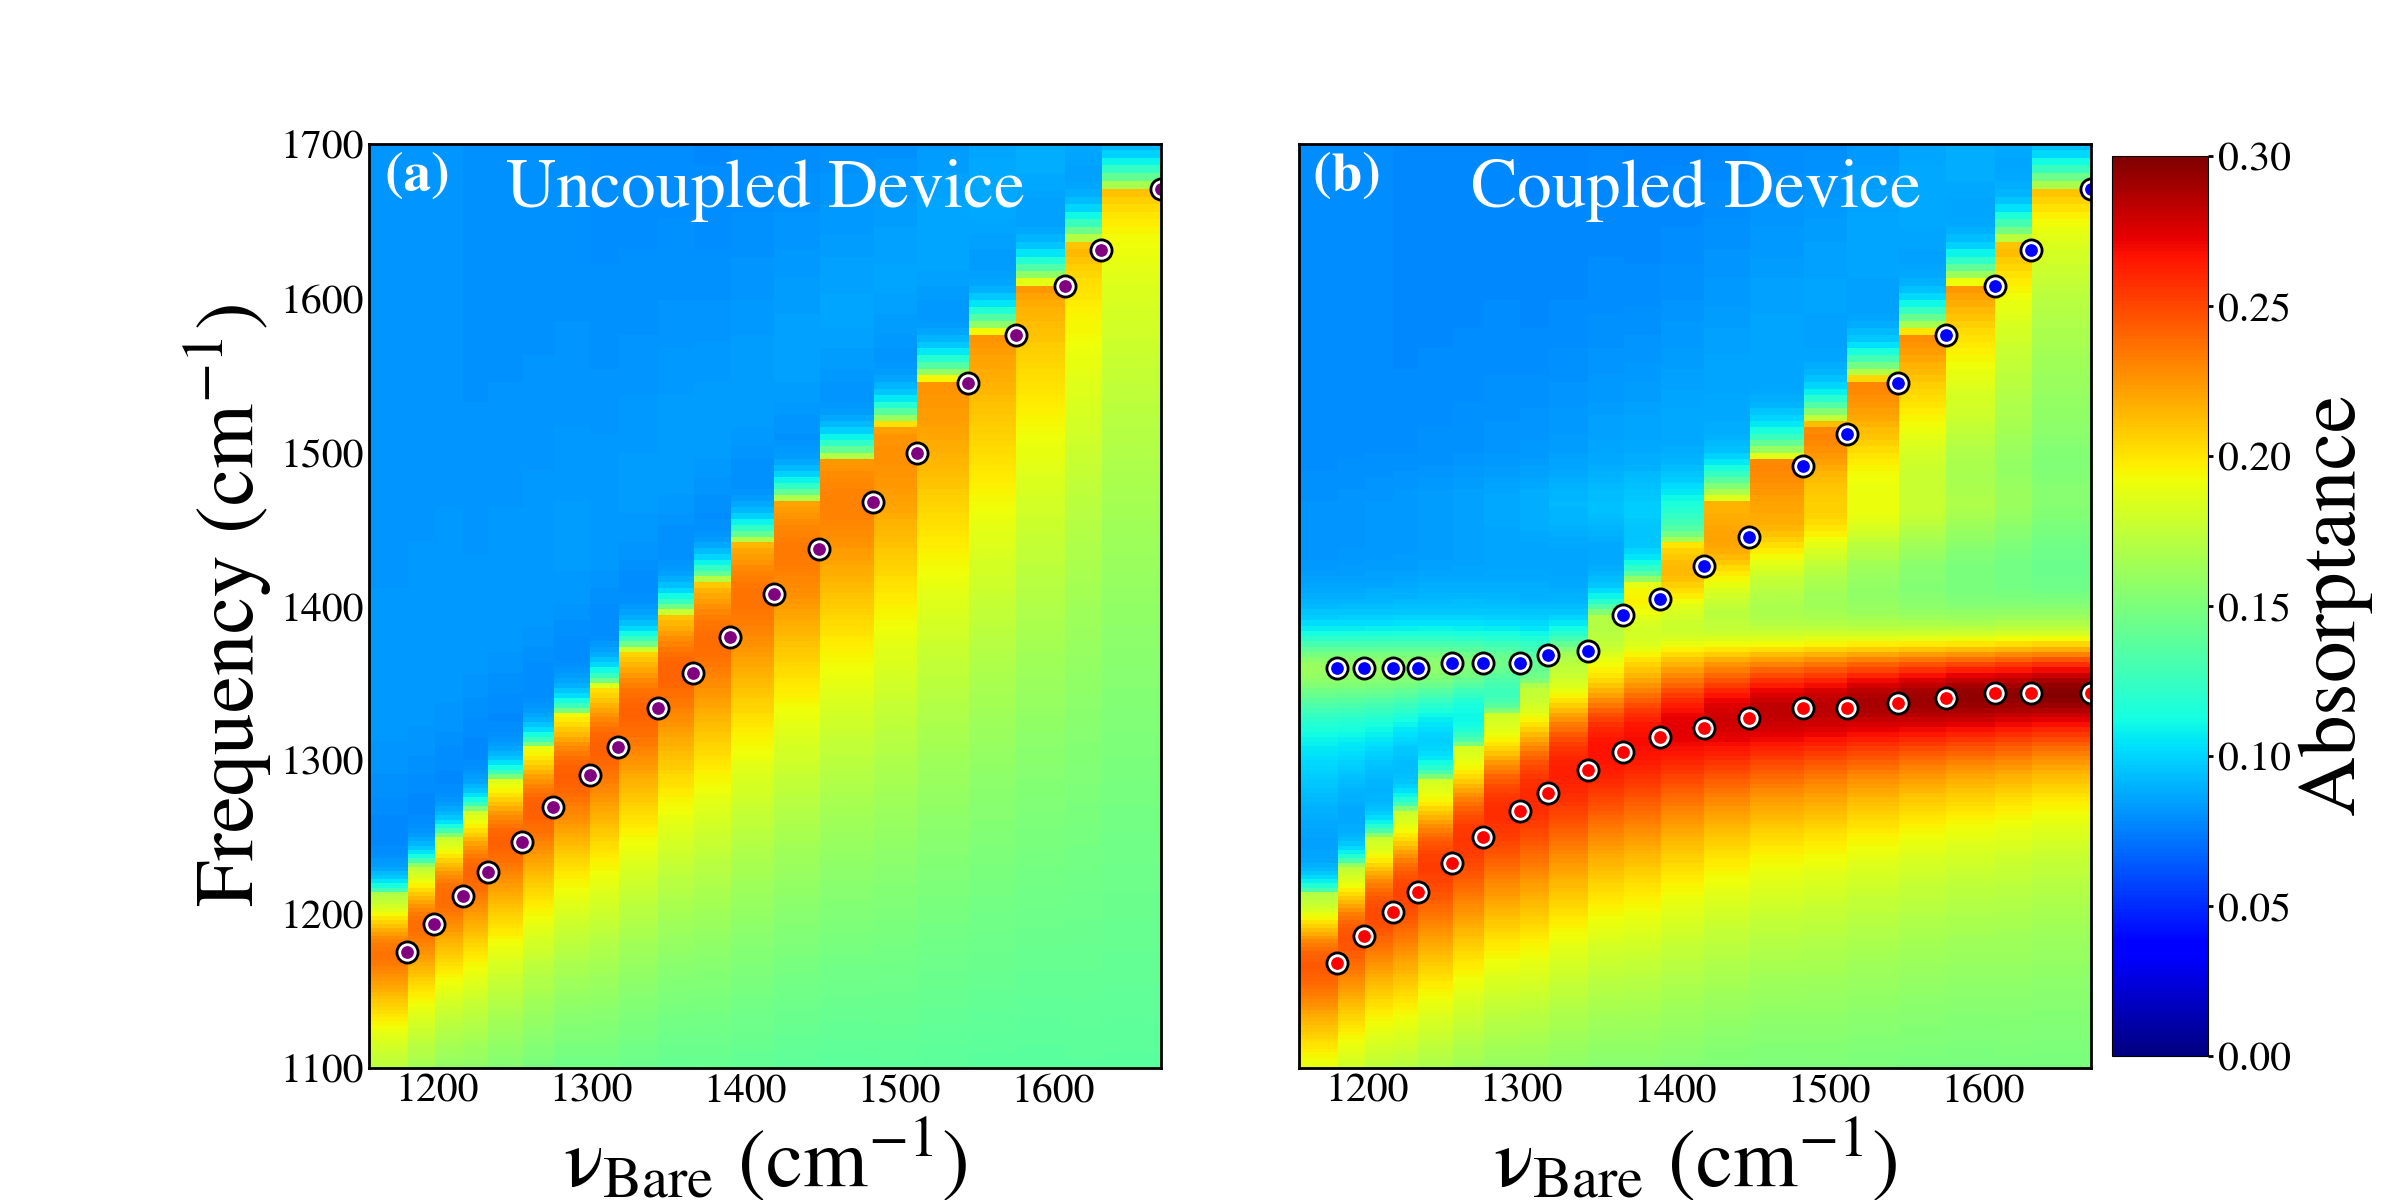 (a) Uncoupled Device
1700
1600
1500
1400
1300
1200
1100
Frequency (cm⁻¹)
1200 1300 1400 1500 1600
ν_Bare (cm⁻¹)
(b) Coupled Device
1200 1300 1400 1500 1600
ν_Bare (cm⁻¹)
0.30
0.25
0.20
0.15
0.10
0.05
0.00
Absorptance